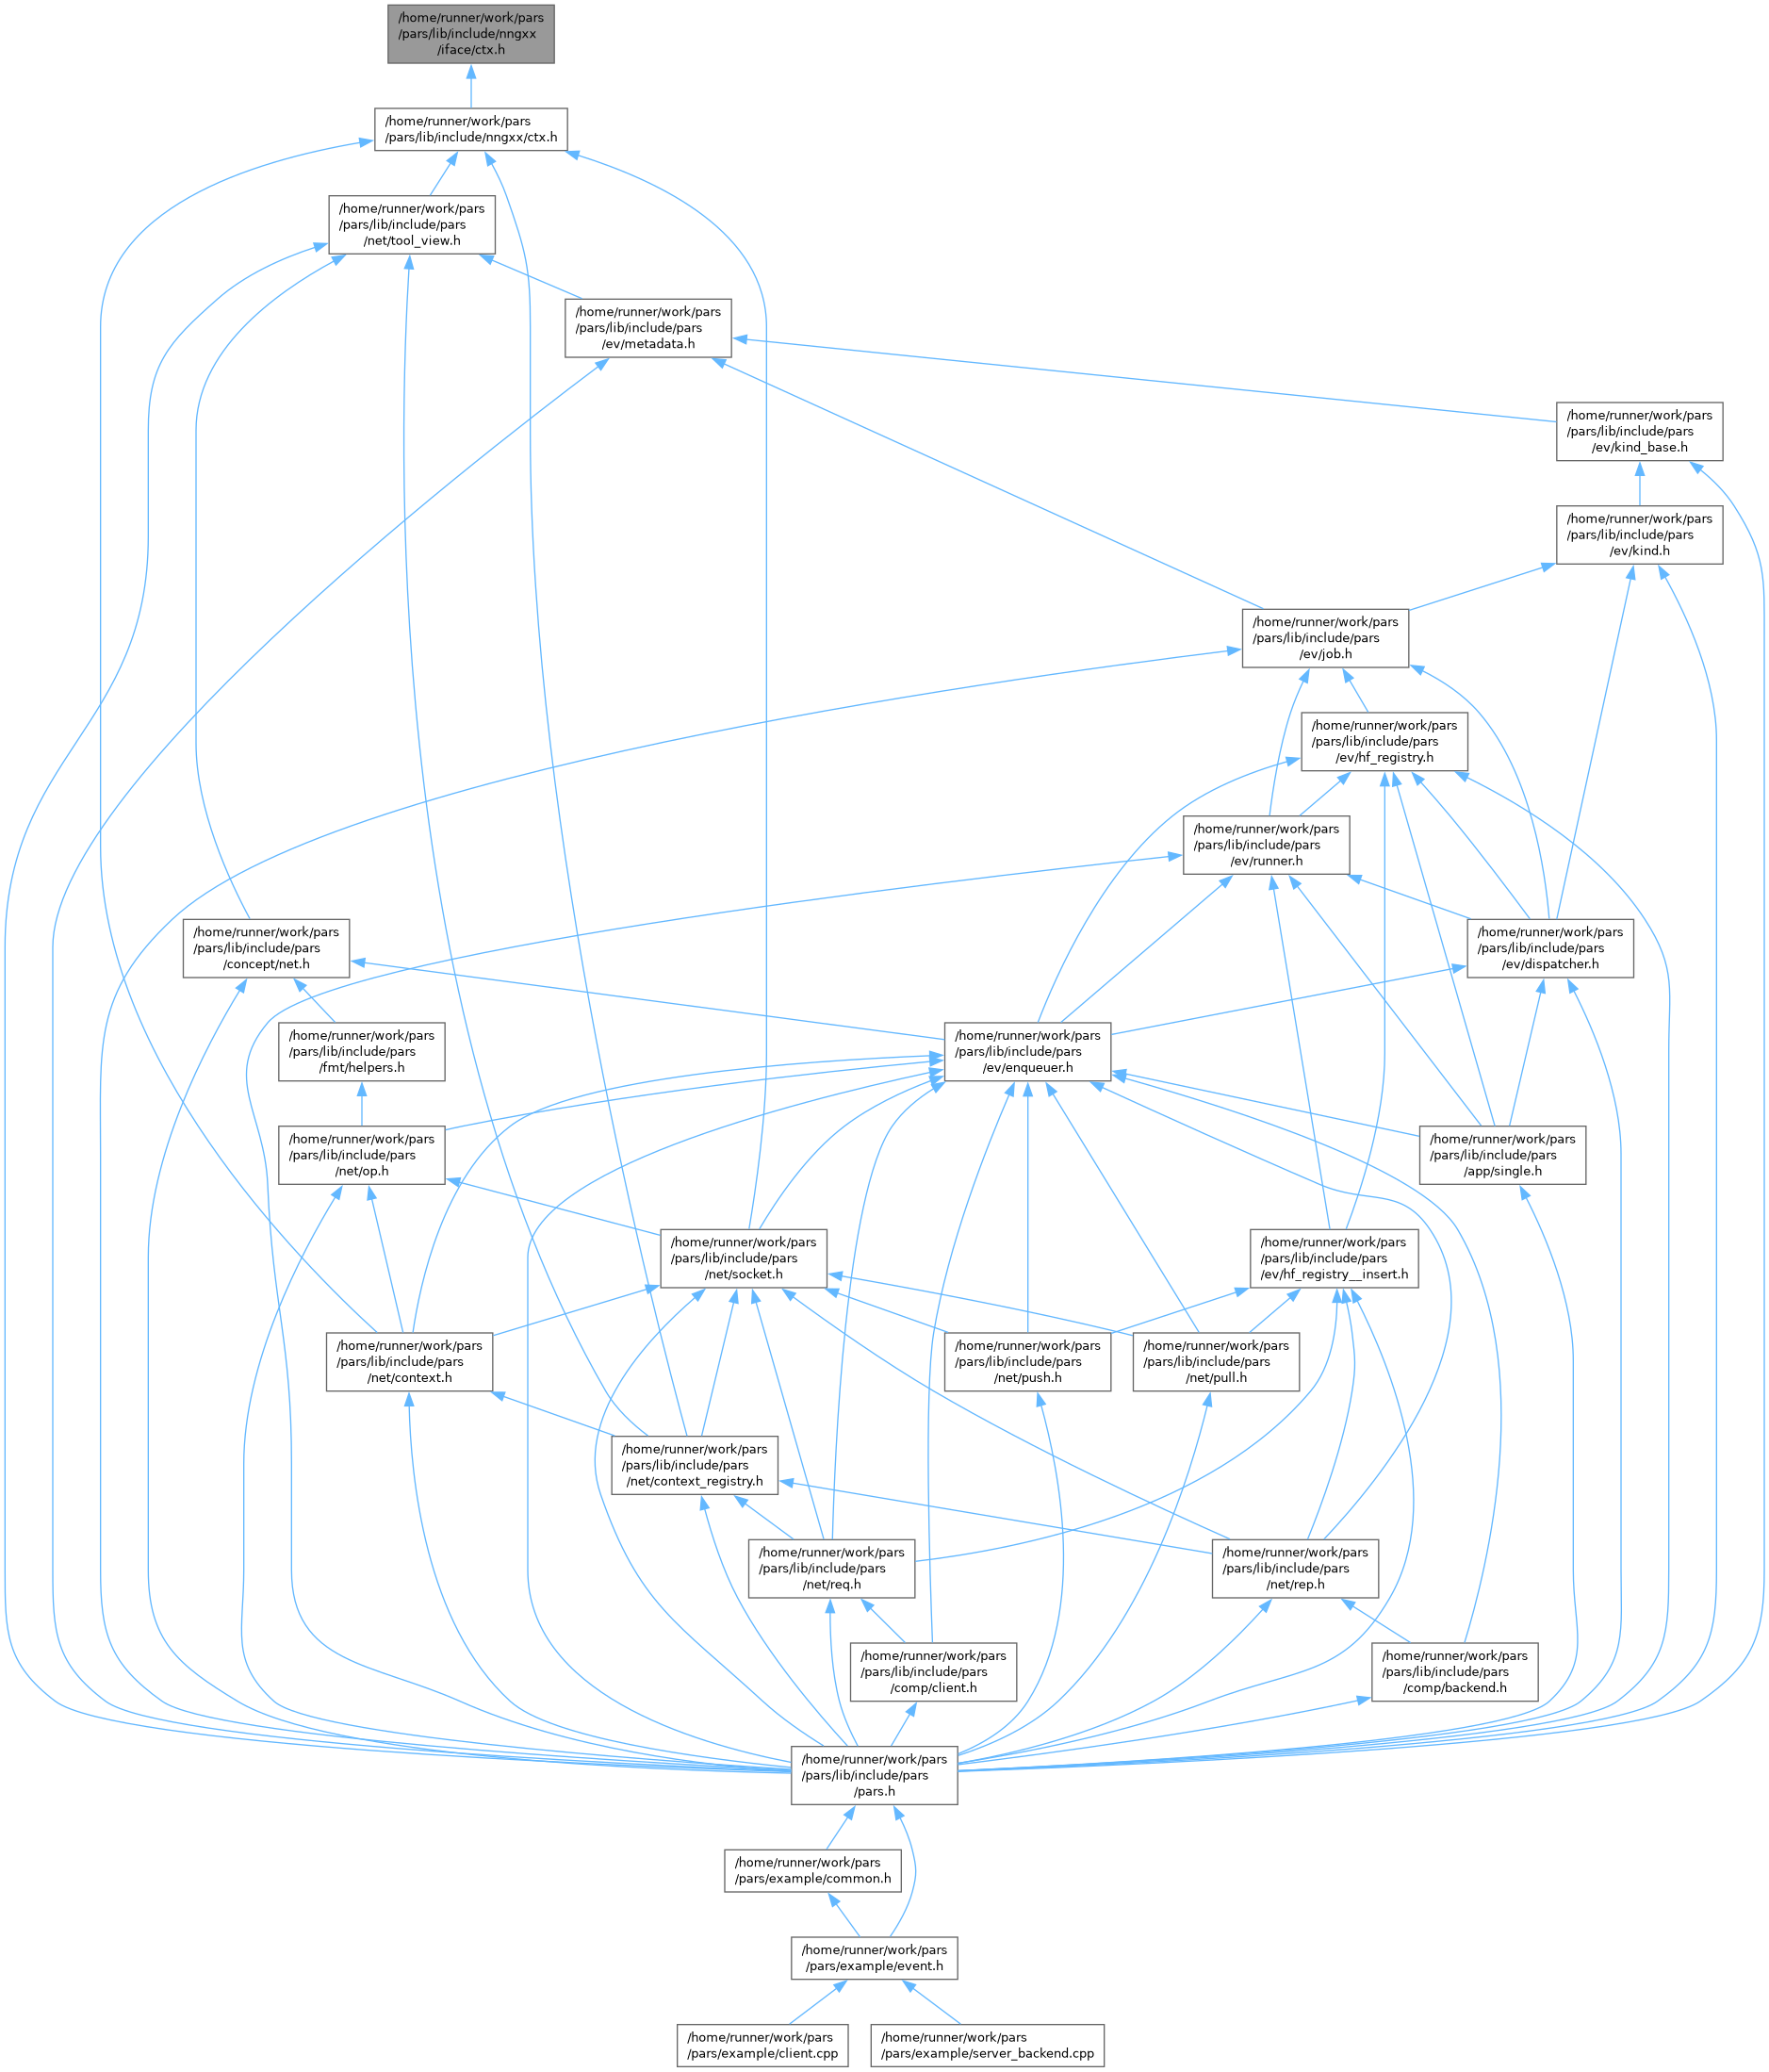 /home/runner/work/pars
/pars/lib/include/nngxx
/iface/ctx.h
/home/runner/work/pars
/pars/lib/include/nngxx/ctx.h
/home/runner/work/pars
/pars/lib/include/pars
/net/tool_view.h
/home/runner/work/pars
/pars/lib/include/pars
/ev/metadata.h
/home/runner/work/pars
/pars/lib/include/pars
/ev/kind_base.h
/home/runner/work/pars
/pars/lib/include/pars
/ev/kind.h
/home/runner/work/pars
/pars/lib/include/pars
/ev/job.h
/home/runner/work/pars
/pars/lib/include/pars
/ev/hf_registry.h
/home/runner/work/pars
/pars/lib/include/pars
/ev/runner.h
/home/runner/work/pars
/pars/lib/include/pars
/concept/net.h
/home/runner/work/pars
/pars/lib/include/pars
/ev/dispatcher.h
/home/runner/work/pars
/pars/lib/include/pars
/fmt/helpers.h
/home/runner/work/pars
/pars/lib/include/pars
/ev/enqueuer.h
/home/runner/work/pars
/pars/lib/include/pars
/net/op.h
/home/runner/work/pars
/pars/lib/include/pars
/app/single.h
/home/runner/work/pars
/pars/lib/include/pars
/net/socket.h
/home/runner/work/pars
/pars/lib/include/pars
/ev/hf_registry__insert.h
/home/runner/work/pars
/pars/lib/include/pars
/net/context.h
/home/runner/work/pars
/pars/lib/include/pars
/net/push.h
/home/runner/work/pars
/pars/lib/include/pars
/net/pull.h
/home/runner/work/pars
/pars/lib/include/pars
/net/context_registry.h
/home/runner/work/pars
/pars/lib/include/pars
/net/req.h
/home/runner/work/pars
/pars/lib/include/pars
/net/rep.h
/home/runner/work/pars
/pars/lib/include/pars
/comp/client.h
/home/runner/work/pars
/pars/lib/include/pars
/comp/backend.h
/home/runner/work/pars
/pars/lib/include/pars
/pars.h
/home/runner/work/pars
/pars/example/common.h
/home/runner/work/pars
/pars/example/event.h
/home/runner/work/pars
/pars/example/client.cpp
/home/runner/work/pars
/pars/example/server_backend.cpp